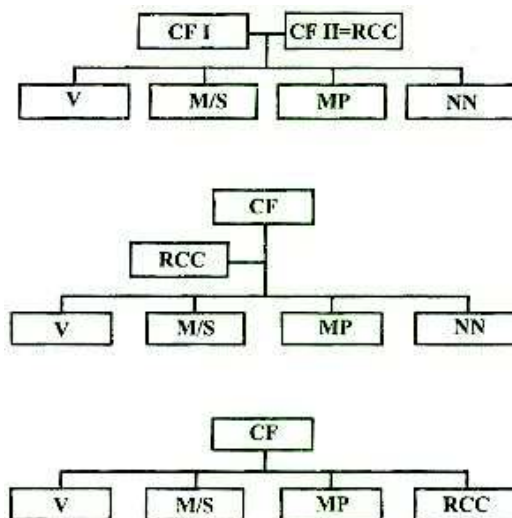 CF I CF II=RCC
V M/S MP NN
CF
RCC
V M/S MP NN
CF
V M/S MP RCC